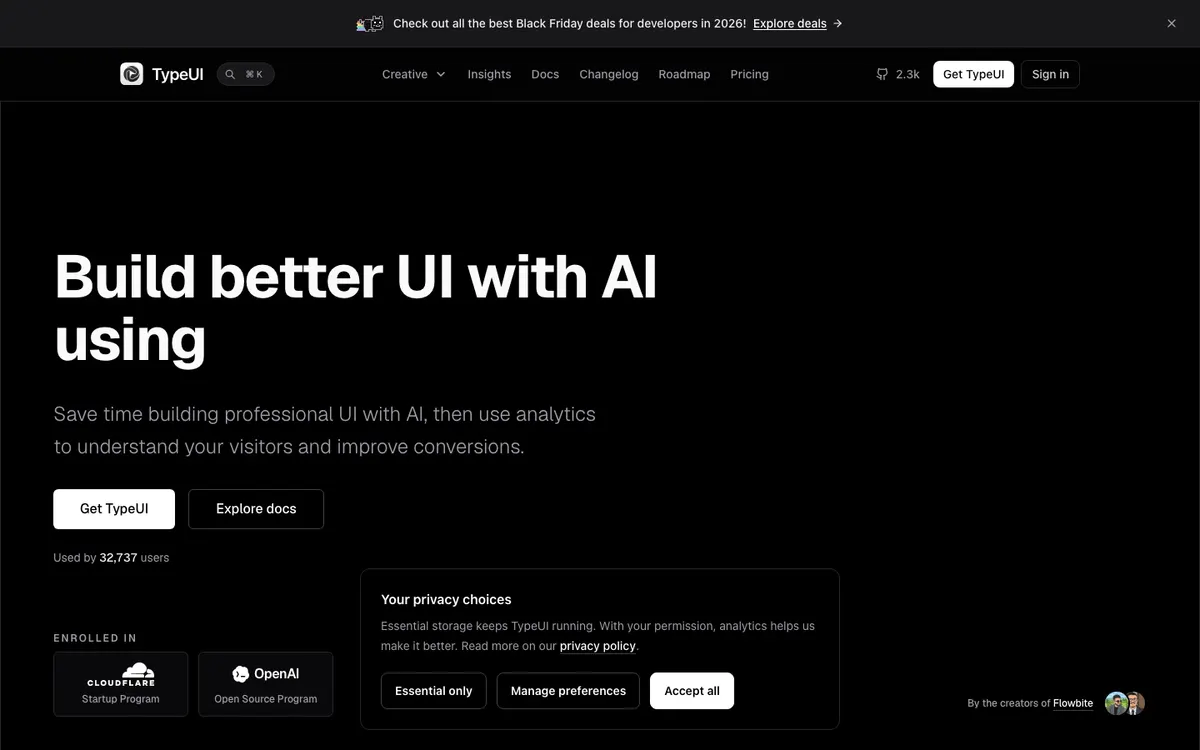 Check out all the best Black Friday deals for developers in 2026! Explore deals →
TypeUI ⌘ K Creative Insights Docs Changelog Roadmap Pricing 2.3k Get TypeUI Sign in
Build better UI with AI
using
Save time building professional UI with AI, then use analytics
to understand your visitors and improve conversions.
Get TypeUI Explore docs
Used by 32,737 users
ENROLLED IN
CLOUDFLARE
Startup Program
OpenAI
Open Source Program
Your privacy choices
Essential storage keeps TypeUI running. With your permission, analytics helps us
make it better. Read more on our privacy policy.
Essential only Manage preferences Accept all
By the creators of Flowbite